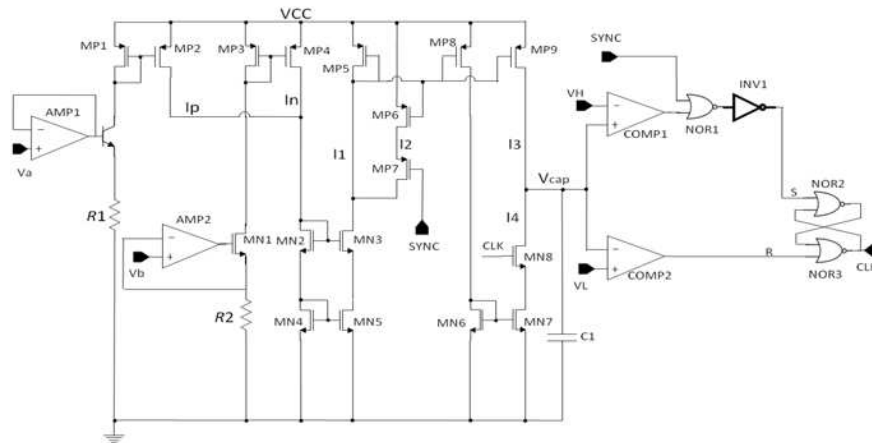 VCC
MP1
MP2
MP3
MP4
MP5
MP8
MP9
SYNC
INV1
VH
AMP1
Ip
In
MP6
COMP1
NOR1
Va
I1
I2
I3
MP7
Vcap
S
NOR2
R1
AMP2
I4
MN1
MN2
MN3
SYNC
CLK
MN8
R
Vb
VL
COMP2
NOR3
CLK
R2
MN4
MN5
MN6
MN7
C1